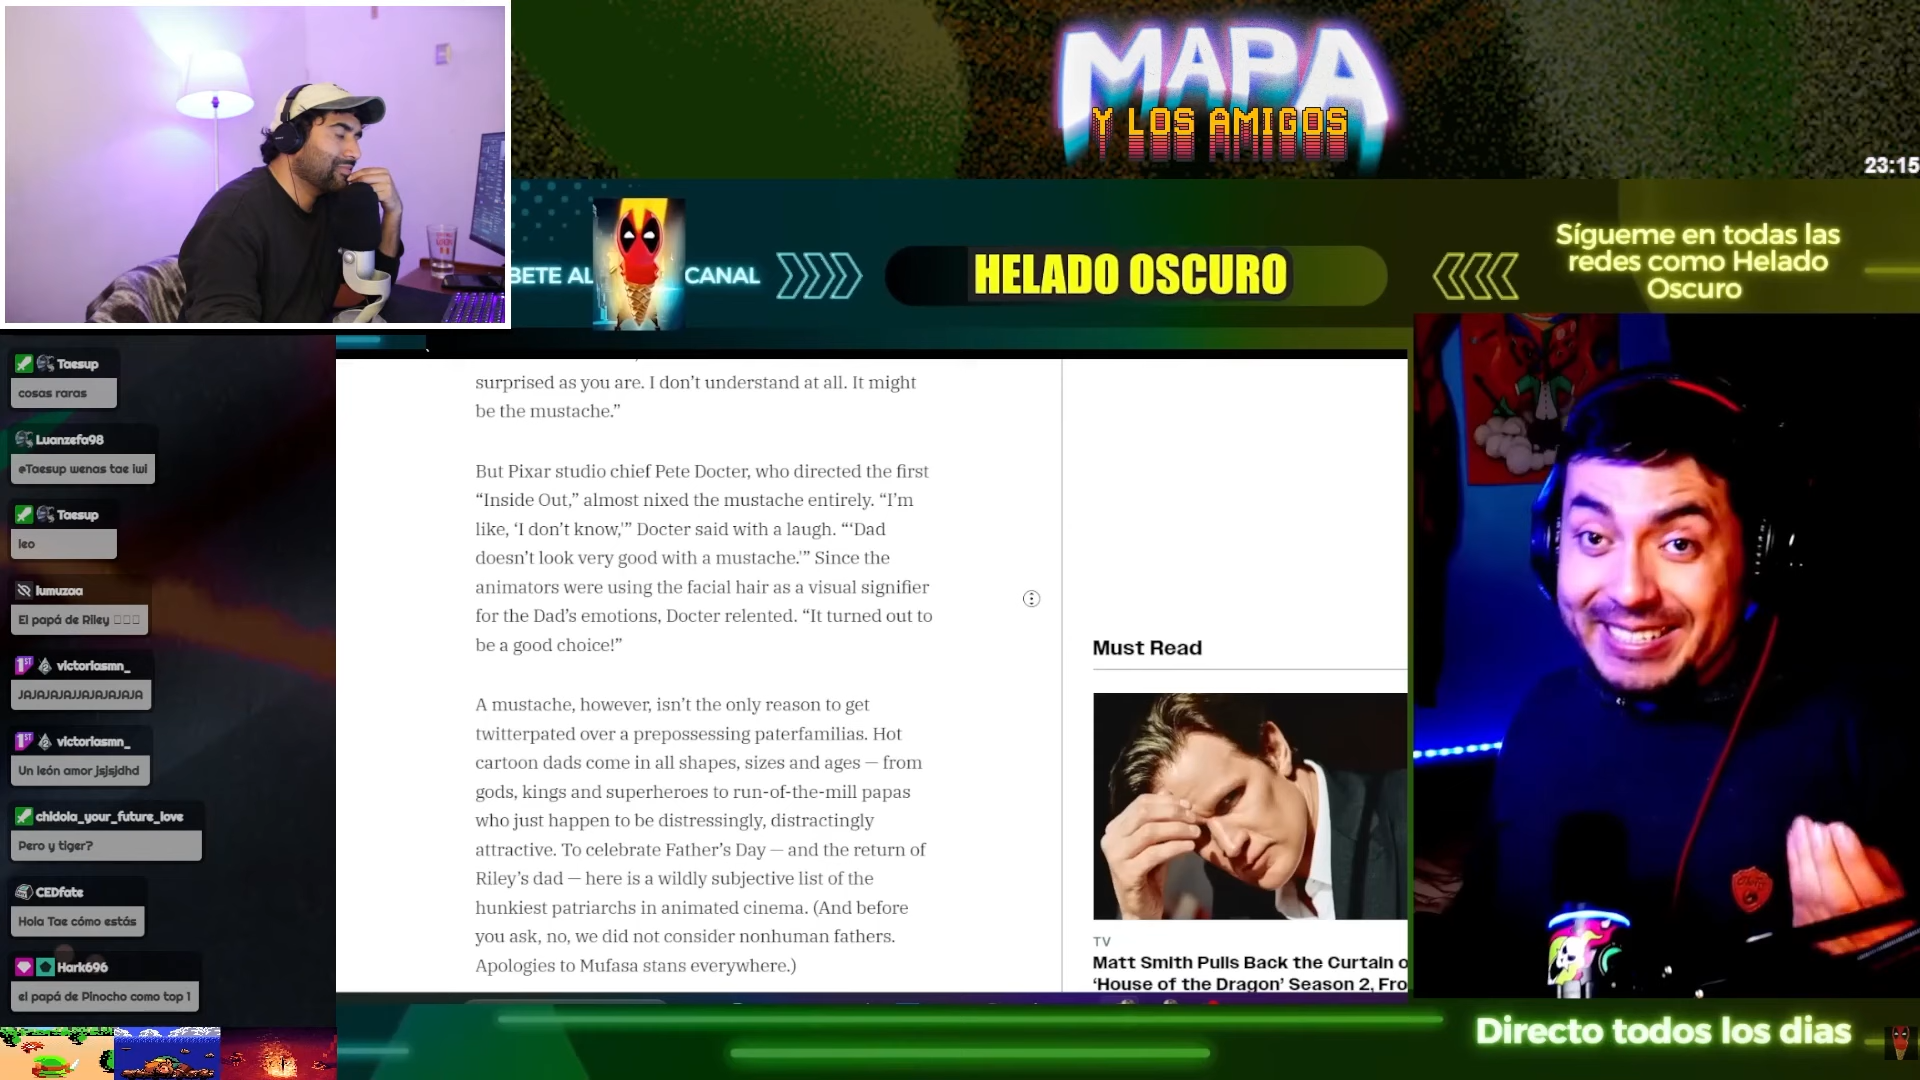 MAPA
Y LOS AMIGOS
23:15
BETE AL
CANAL
HELADO OSCURO
Sígueme en todas las
redes como Helado
Oscuro
Taesup
cosas raras
Luanzefa98
@Taesup wenas tae iwi
Taesup
leo
lumuzaa
El papá de Riley
victoriasmn_
JAJAJAJAJJAJAJAJAJA
victoriasmn_
Un león amor jsjsjdhd
chidola_your_future_love
Pero y tiger?
CEDfate
Hola Tae cómo estás
Hark696
el papá de Pinocho como top 1
surprised as you are. I don’t understand at all. It might
be the mustache.”
But Pixar studio chief Pete Docter, who directed the first
“Inside Out,” almost nixed the mustache entirely. “I’m
like, ‘I don’t know,'” Docter said with a laugh. “‘Dad
doesn’t look very good with a mustache.'” Since the
animators were using the facial hair as a visual signifier
for the Dad’s emotions, Docter relented. “It turned out to
be a good choice!”
A mustache, however, isn’t the only reason to get
twitterpated over a prepossessing paterfamilias. Hot
cartoon dads come in all shapes, sizes and ages — from
gods, kings and superheroes to run-of-the-mill papas
who just happen to be distressingly, distractingly
attractive. To celebrate Father’s Day — and the return of
Riley’s dad — here is a wildly subjective list of the
hunkiest patriarchs in animated cinema. (And before
you ask, no, we did not consider nonhuman fathers.
Apologies to Mufasa stans everywhere.)
Must Read
TV
Matt Smith Pulls Back the Curtain o
‘House of the Dragon’ Season 2, Fro
Directo todos los dias